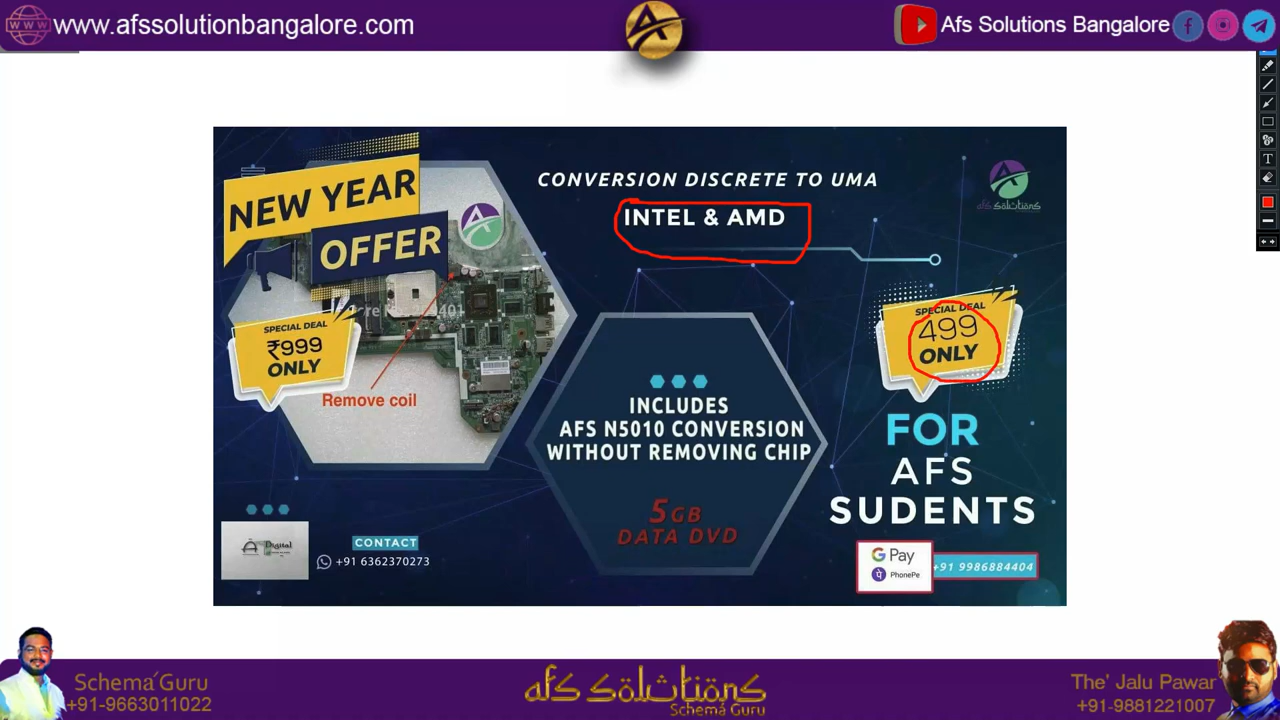 www.afssolutionbangalore.com
Afs Solutions Bangalore
NEW YEAR
OFFER
CONVERSION DISCRETE TO UMA
INTEL & AMD
afs solutions
SPECIAL DEAL
₹999
ONLY
Remove coil
SPECIAL DEAL
499
ONLY
INCLUDES
AFS N5010 CONVERSION
WITHOUT REMOVING CHIP
5GB
DATA DVD
FOR
AFS
SUDENTS
Digital
CONTACT
+91 6362370273
G Pay
PhonePe
+91 9986884404
Schema Guru
+91-9663011022
afs solutions
Schema Guru
The' Jalu Pawar
+91-9881221007